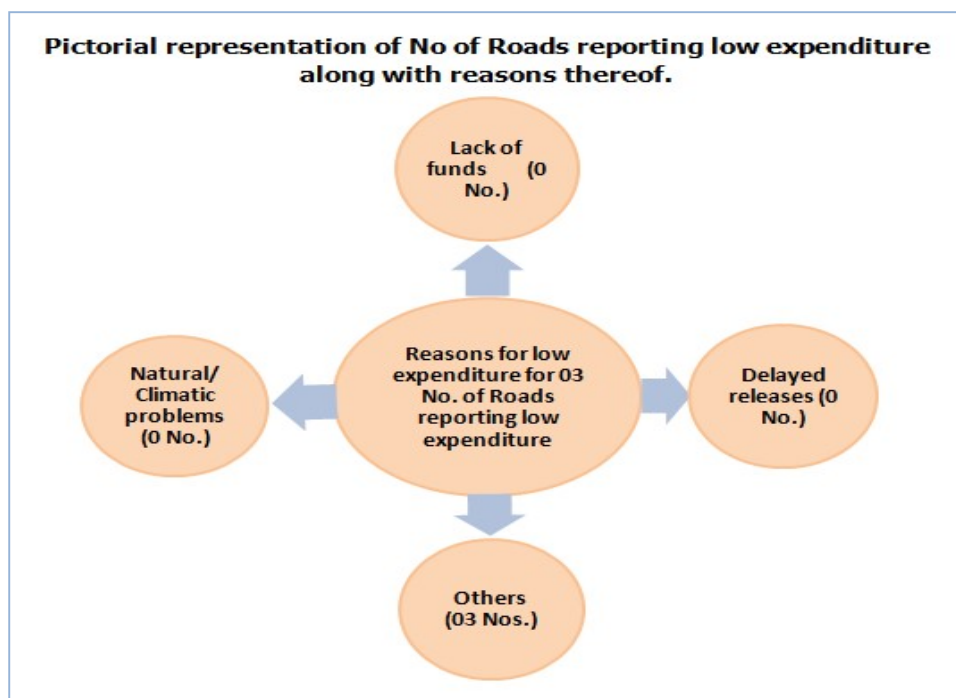 Pictorial representation of No of Roads reporting low expenditure
along with reasons thereof.
Lack of
funds (0
No.)
Natural/
Climatic
problems
(0 No.)
Reasons for low
expenditure for 03
No. of Roads
reporting low
expenditure
Delayed
releases (0
No.)
Others
(03 Nos.)